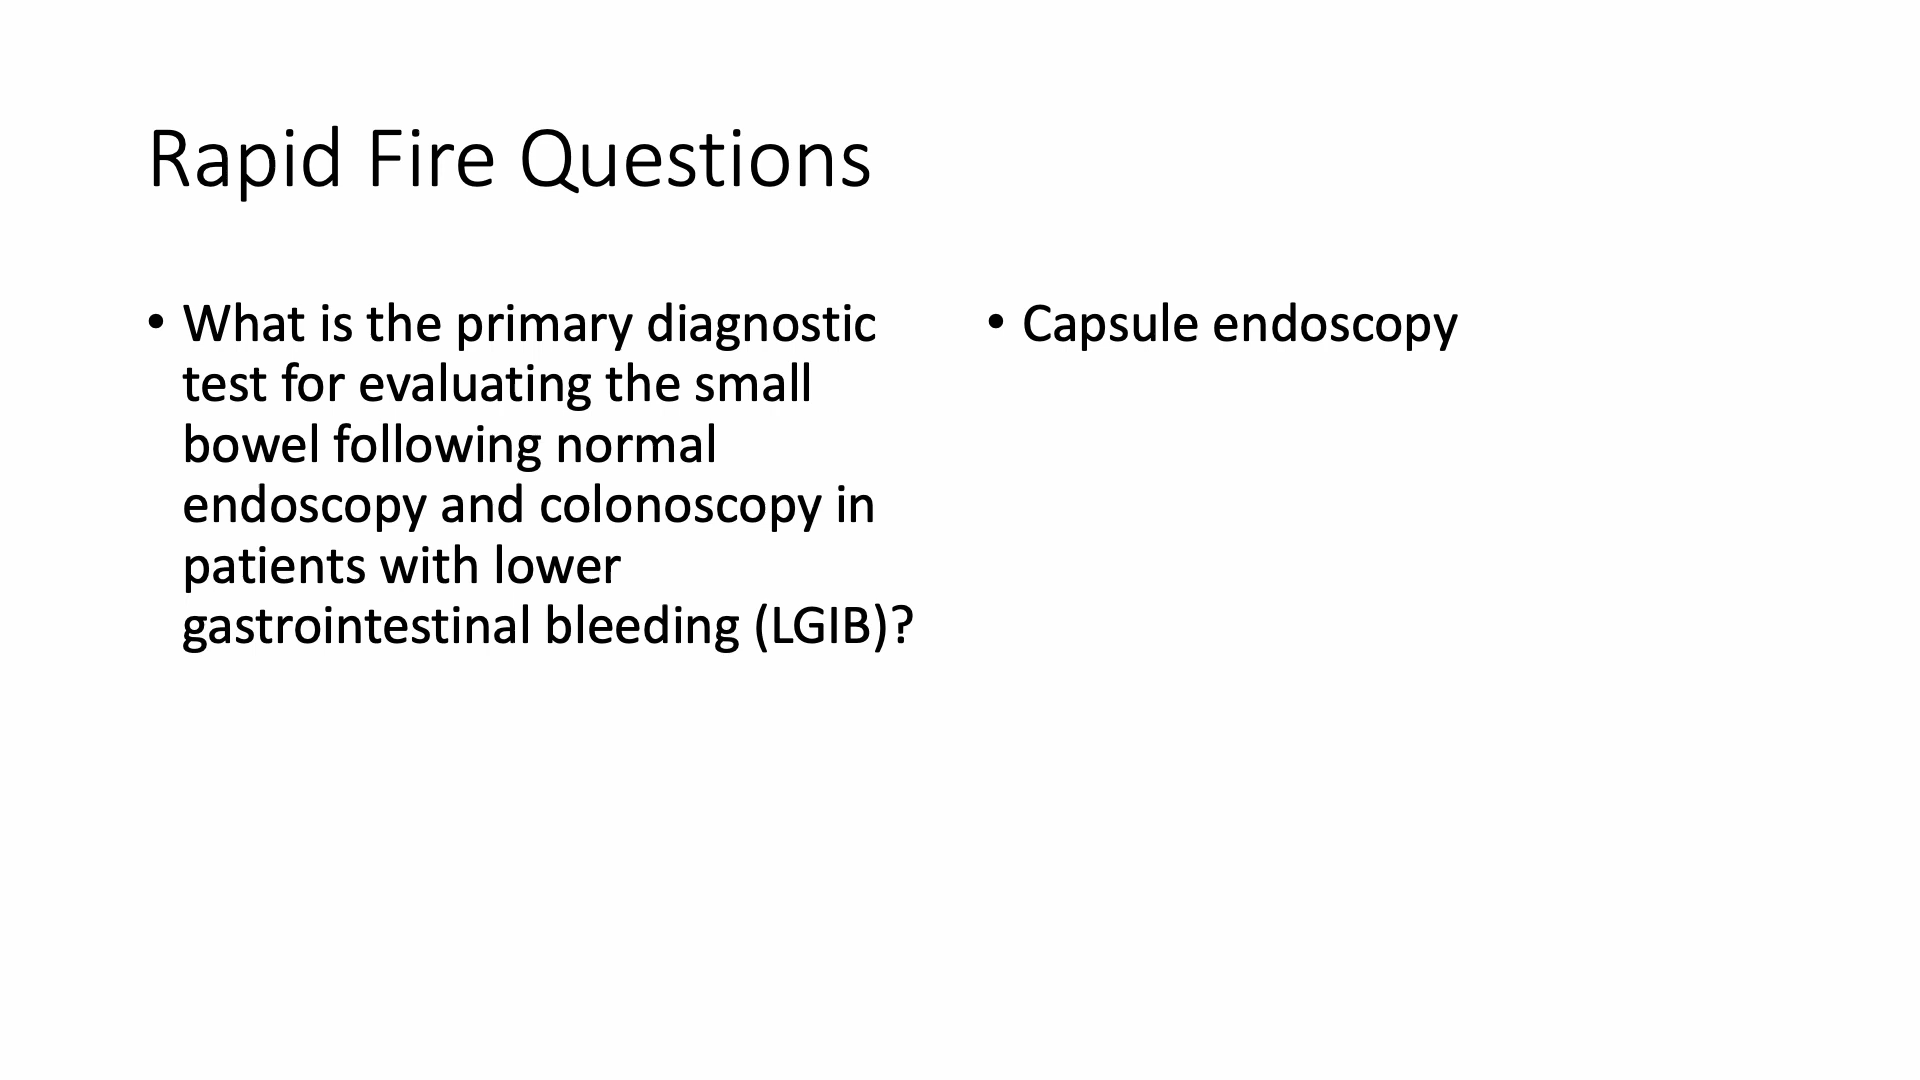 Rapid Fire Questions
• What is the primary diagnostic
test for evaluating the small
bowel following normal
endoscopy and colonoscopy in
patients with lower
gastrointestinal bleeding (LGIB)?
• Capsule endoscopy